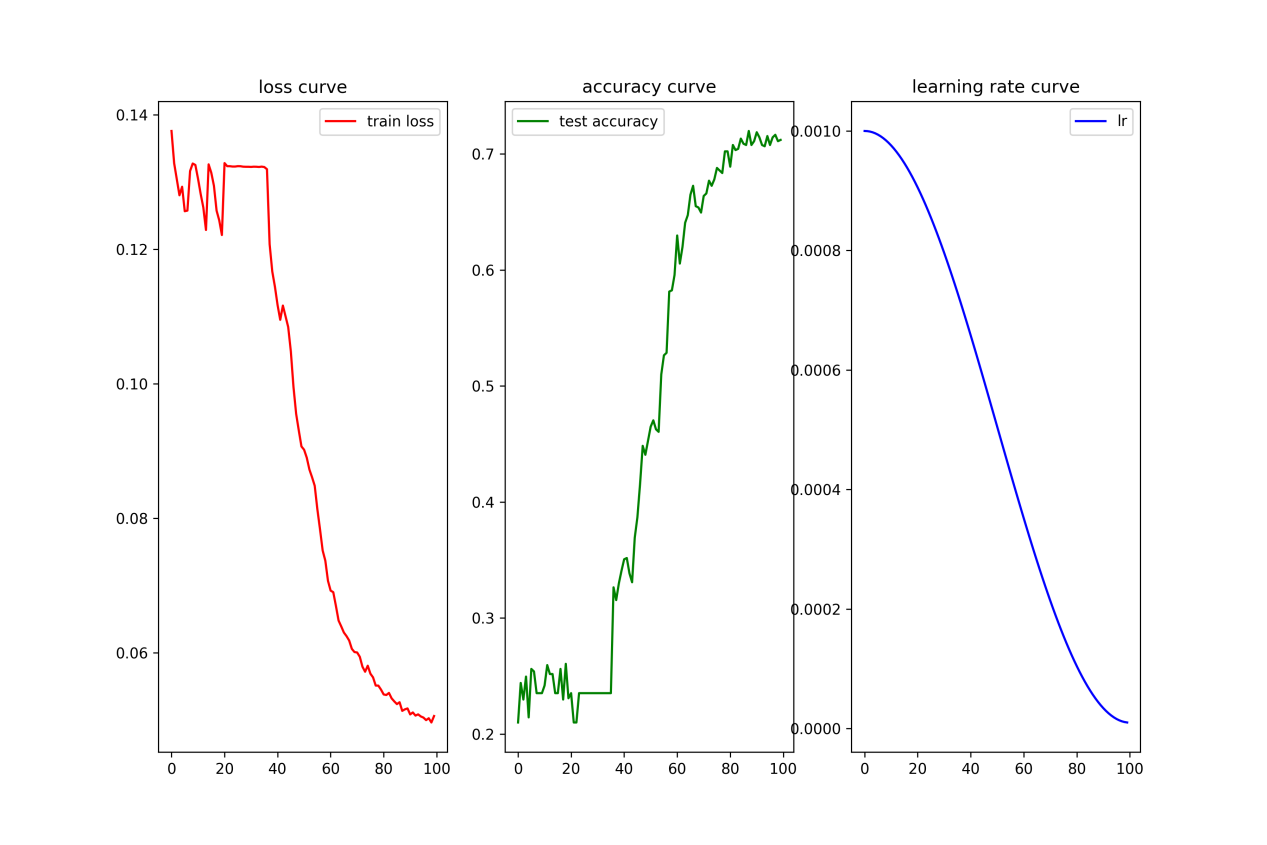 loss curve
train loss
0.14
0.12
0.10
0.08
0.06
0 20 40 60 80 100
accuracy curve
test accuracy
0.7
0.6
0.5
0.4
0.3
0.2
0 20 40 60 80 100
learning rate curve
lr
0.0010
0.0008
0.0006
0.0004
0.0002
0.0000
0 20 40 60 80 100